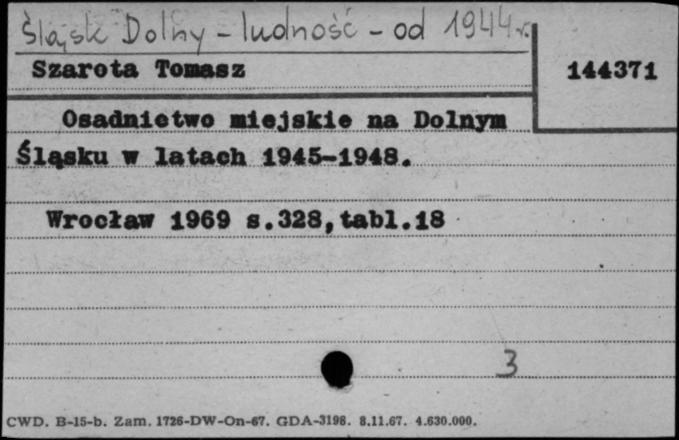 Śląsk Dolny – ludność – od 1944 r.
Szarota Tomasz
144371
Osadnictwo miejskie na Dolnym
Śląsku w latach 1945-1948.
Wrocław 1969 s.328,tabl.18
3
CWD. B-15-b. Zam. 1726-DW-On-67. GDA-3198. 8.11.67. 4.630.000.